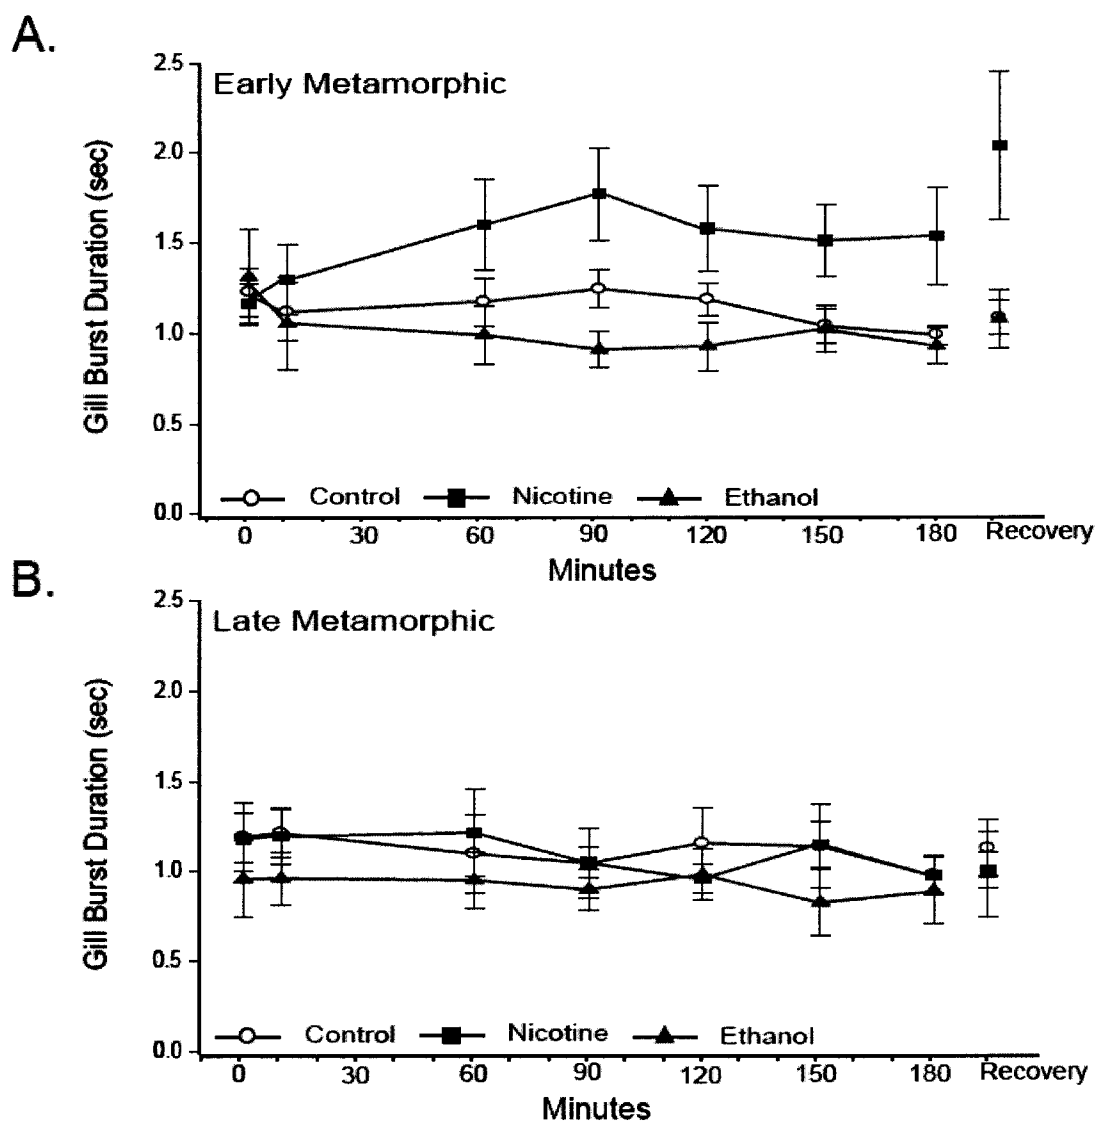 A.
Early Metamorphic
2.5
2.0
1.5
1.0
0.5
0.0
Gill Burst Duration (sec)
Control Nicotine Ethanol
0 30 60 90 120 150 180 Recovery
Minutes
B.
Late Metamorphic
2.5
2.0
1.5
1.0
0.5
0.0
Gill Burst Duration (sec)
Control Nicotine Ethanol
0 30 60 90 120 150 180 Recovery
Minutes